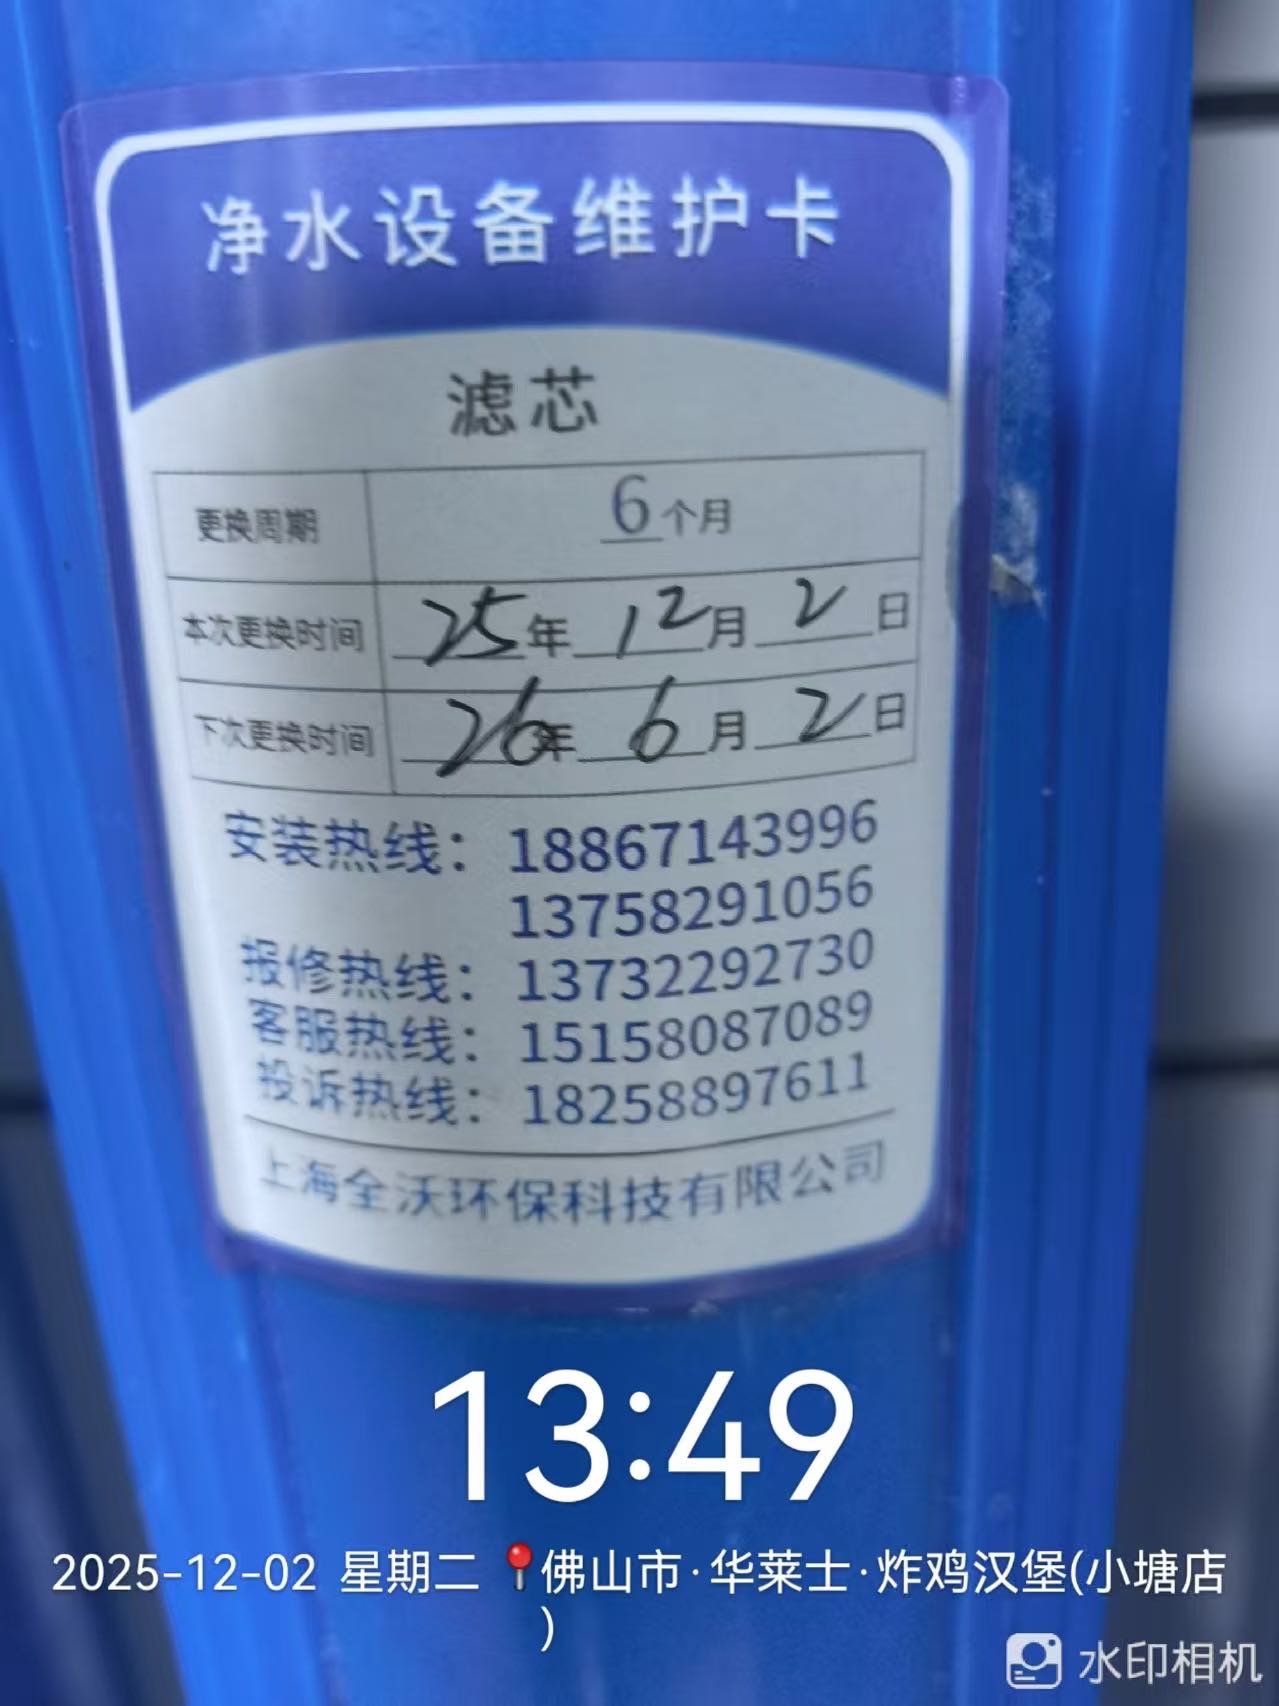 净水设备维护卡
滤芯
更换周期 6个月
本次更换时间 25年12月2日
下次更换时间 26年6月2日
安装热线：18867143996
13758291056
报修热线：13732292730
客服热线：15158087089
投诉热线：18258897611
上海全沃环保科技有限公司
13:49
2025-12-02 星期二 📍佛山市·华莱士·炸鸡汉堡(小塘店
)
水印相机